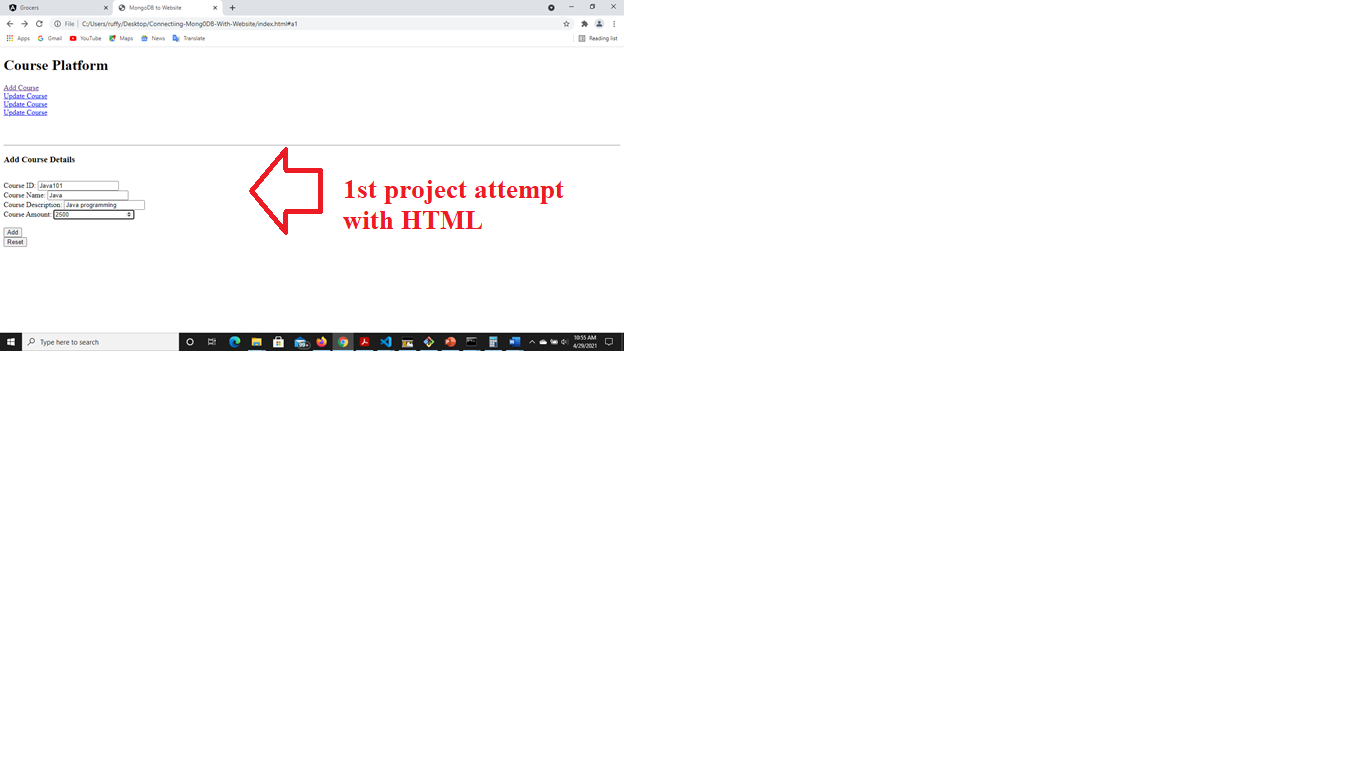 Grocers
MongoDB to Website
File
C:/Users/ruffy/Desktop/Connectiing-Mong0DB-With-Website/index.html#a1
Apps Gmail YouTube Maps News Translate Reading list
Course Platform
Add Course
Update Course
Update Course
Update Course
Add Course Details
Course ID: Java101
Course Name: Java
Course Description: Java programming
Course Amount: 2500
Add
Reset
1st project attempt
with HTML
Type here to search
99+
10:55 AM
4/29/2021